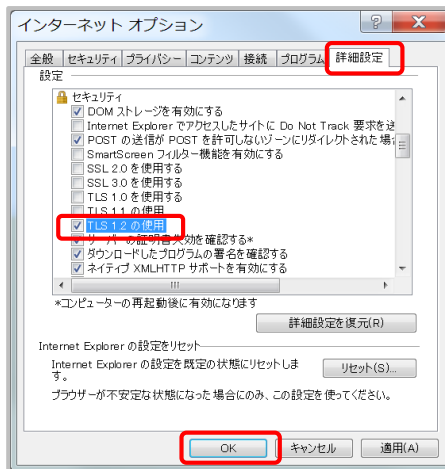 インターネット オプション
全般 セキュリティ プライバシー コンテンツ 接続 プログラム 詳細設定
設定
セキュリティ
DOM ストレージを有効にする
Internet Explorer でアクセスしたサイトに Do Not Track 要求を送
POST の送信が POST を許可しないゾーンにリダイレクトされた場
SmartScreen フィルター機能を有効にする
SSL 2.0 を使用する
SSL 3.0 を使用する
TLS 1.0 を使用する
TLS 1.1 の使用
TLS 1.2 の使用
サーバーの証明書失効を確認する*
ダウンロードしたプログラムの署名を確認する
ネイティブ XMLHTTP サポートを有効にする
*コンピューターの再起動後に有効になります
詳細設定を復元(R)
Internet Explorer の設定をリセット
Internet Explorer の設定を既定の状態にリセットしま
す。
リセット(S)...
ブラウザーが不安定な状態になった場合にのみ、この設定を使ってください。
OK キャンセル 適用(A)